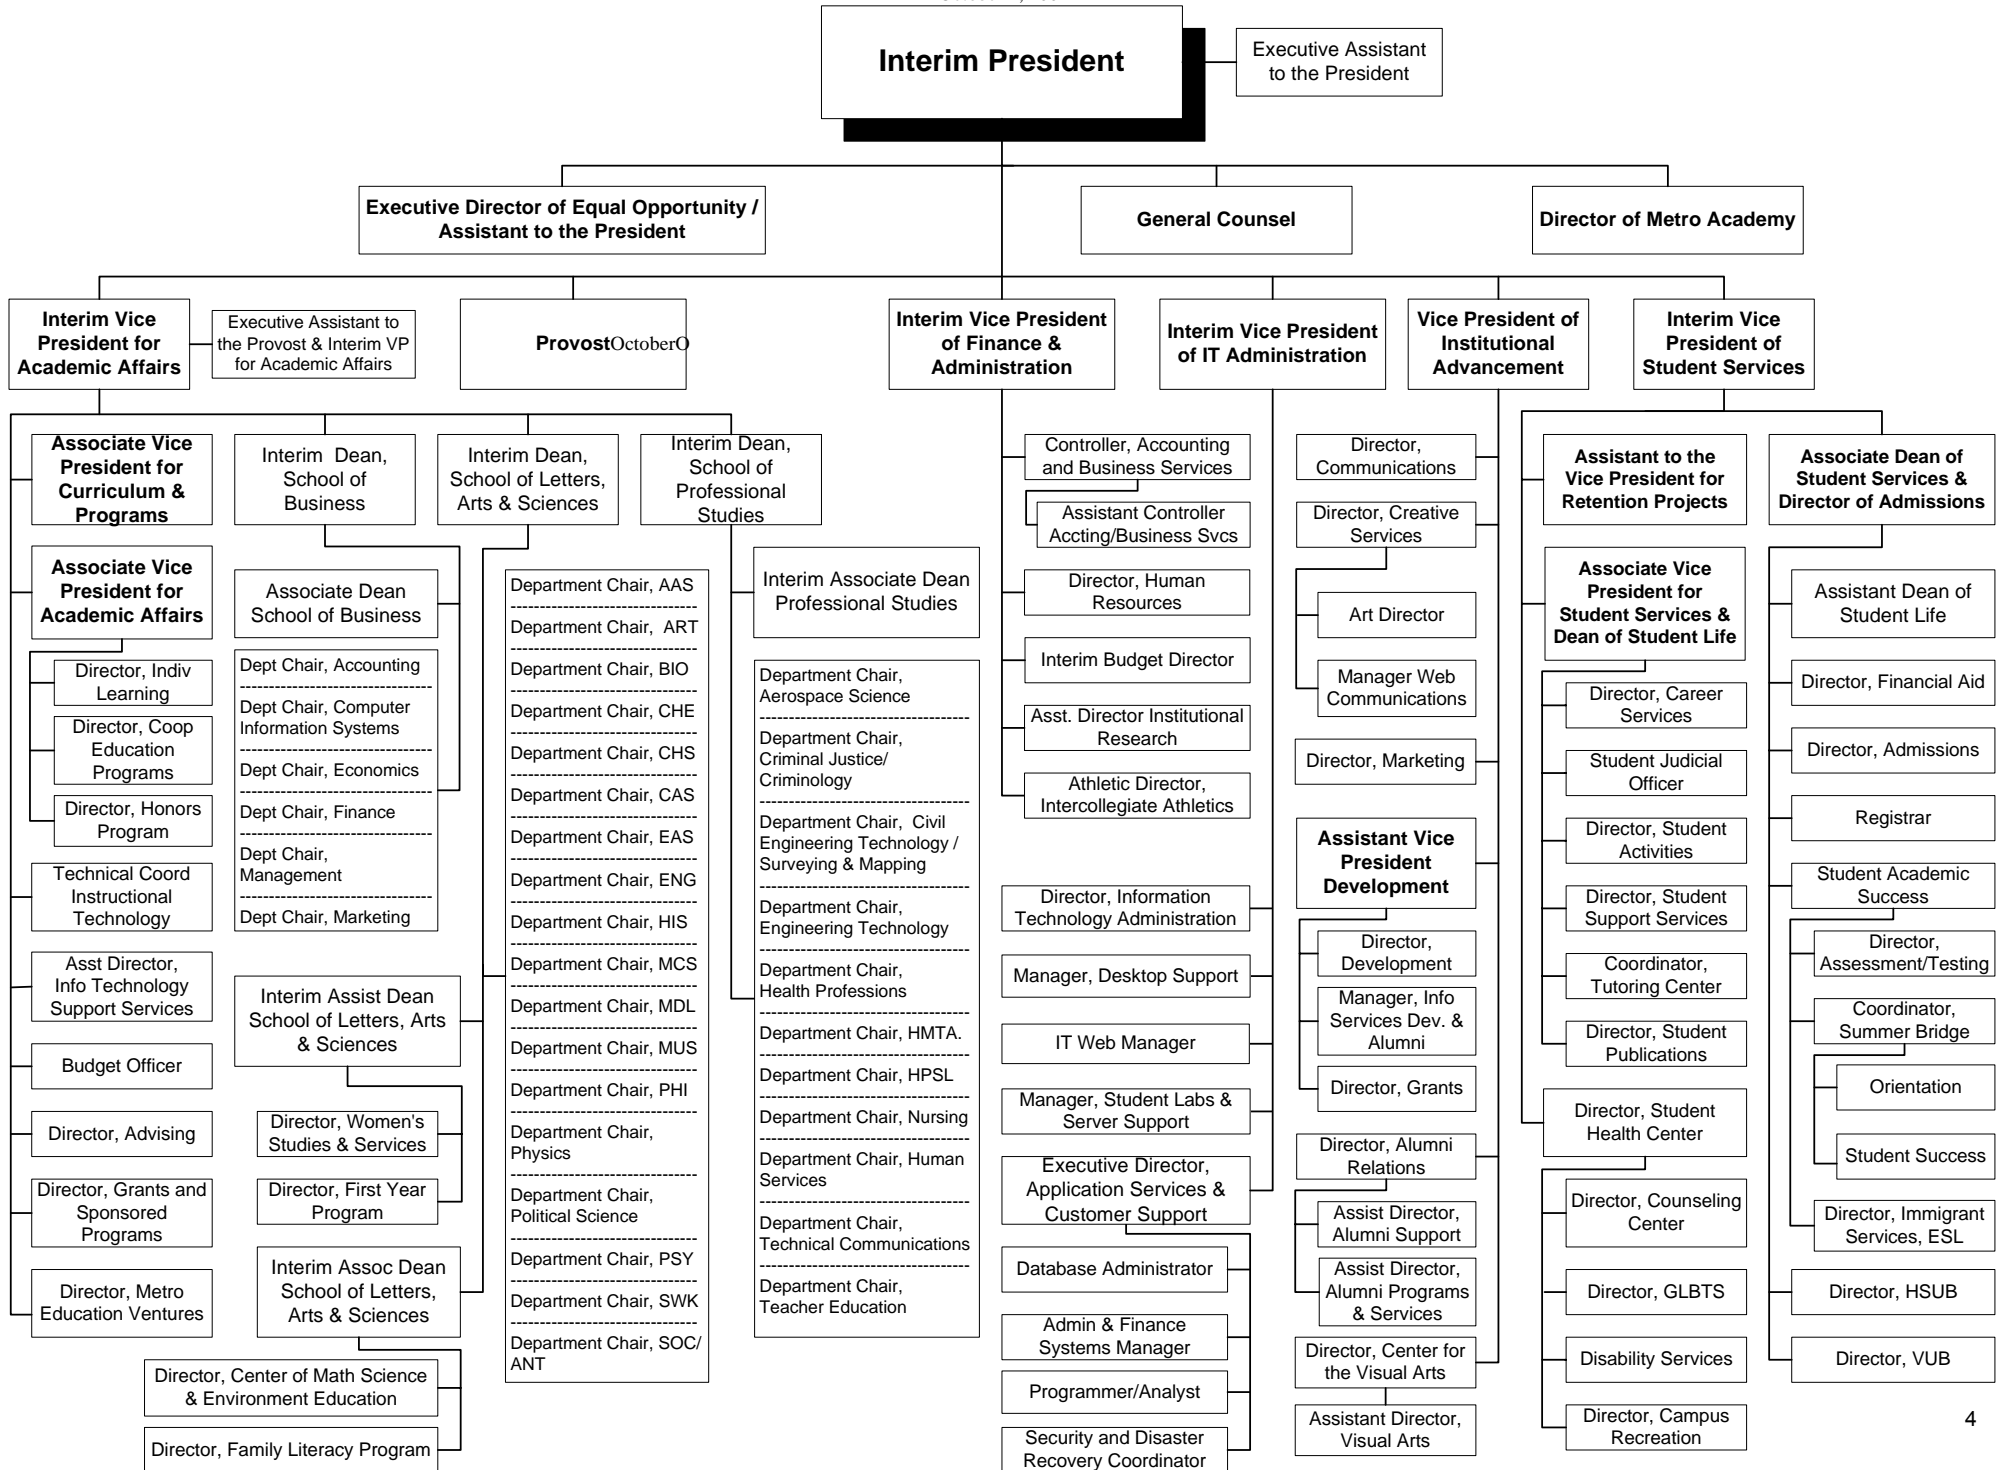 Interim President
Executive Assistant
to the President
Executive Director of Equal Opportunity /
Assistant to the President
General Counsel
Director of Metro Academy
Interim Vice
President for
Academic Affairs
Executive Assistant to
the Provost & Interim VP
for Academic Affairs
ProvostOctoberO
Interim Vice President
of Finance &
Administration
Interim Vice President
of IT Administration
Vice President of
Institutional
Advancement
Interim Vice
President of
Student Services
Associate Vice
President for
Curriculum &
Programs
Associate Vice
President for
Academic Affairs
Director, Indiv
Learning
Director, Coop
Education
Programs
Director, Honors
Program
Technical Coord
Instructional
Technology
Asst Director,
Info Technology
Support Services
Budget Officer
Director, Advising
Director, Grants and
Sponsored
Programs
Director, Metro
Education Ventures
Interim Dean,
School of
Business
Associate Dean
School of Business
Dept Chair, Accounting
--------------------------------
Dept Chair, Computer
Information Systems
--------------------------------
Dept Chair, Economics
--------------------------------
Dept Chair, Finance
--------------------------------
Dept Chair,
Management
--------------------------------
Dept Chair, Marketing
Interim Dean,
School of Letters,
Arts & Sciences
Interim Assist Dean
School of Letters, Arts
& Sciences
Director, Women's
Studies & Services
Director, First Year
Program
Interim Assoc Dean
School of Letters,
Arts & Sciences
Director, Center of Math Science
& Environment Education
Director, Family Literacy Program
Department Chair, AAS
-------------------------------
Department Chair, ART
-------------------------------
Department Chair, BIO
-------------------------------
Department Chair, CHE
-------------------------------
Department Chair, CHS
-------------------------------
Department Chair, CAS
-------------------------------
Department Chair, EAS
-------------------------------
Department Chair, ENG
-------------------------------
Department Chair, HIS
-------------------------------
Department Chair, MCS
-------------------------------
Department Chair, MDL
-------------------------------
Department Chair, MUS
-------------------------------
Department Chair, PHI
-------------------------------
Department Chair,
Physics
-------------------------------
Department Chair,
Political Science
-------------------------------
Department Chair, PSY
-------------------------------
Department Chair, SWK
-------------------------------
Department Chair, SOC/
ANT
Interim Dean,
School of
Professional
Studies
Interim Associate Dean
Professional Studies
Department Chair,
Aerospace Science
-----------------------------------
Department Chair,
Criminal Justice/
Criminology
-----------------------------------
Department Chair, Civil
Engineering Technology /
Surveying & Mapping
-----------------------------------
Department Chair,
Engineering Technology
-----------------------------------
Department Chair,
Health Professions
-----------------------------------
Department Chair, HMTA.
-----------------------------------
Department Chair, HPSL
-----------------------------------
Department Chair, Nursing
-----------------------------------
Department Chair, Human
Services
-----------------------------------
Department Chair,
Technical Communications
-----------------------------------
Department Chair,
Teacher Education
Controller, Accounting
and Business Services
Assistant Controller
Accting/Business Svcs
Director, Human
Resources
Interim Budget Director
Asst. Director Institutional
Research
Athletic Director,
Intercollegiate Athletics
Director, Information
Technology Administration
Manager, Desktop Support
IT Web Manager
Manager, Student Labs &
Server Support
Executive Director,
Application Services &
Customer Support
Database Administrator
Admin & Finance
Systems Manager
Programmer/Analyst
Security and Disaster
Recovery Coordinator
Director,
Communications
Director, Creative
Services
Art Director
Manager Web
Communications
Director, Marketing
Assistant Vice
President
Development
Director,
Development
Manager, Info
Services Dev. &
Alumni
Director, Grants
Director, Alumni
Relations
Assist Director,
Alumni Support
Assist Director,
Alumni Programs
& Services
Director, Center for
the Visual Arts
Assistant Director,
Visual Arts
Assistant to the
Vice President for
Retention Projects
Associate Vice
President for
Student Services &
Dean of Student Life
Director, Career
Services
Student Judicial
Officer
Director, Student
Activities
Director, Student
Support Services
Coordinator,
Tutoring Center
Director, Student
Publications
Director, Student
Health Center
Director, Counseling
Center
Director, GLBTS
Disability Services
Director, Campus
Recreation
Associate Dean of
Student Services &
Director of Admissions
Assistant Dean of
Student Life
Director, Financial Aid
Director, Admissions
Registrar
Student Academic
Success
Director,
Assessment/Testing
Coordinator,
Summer Bridge
Orientation
Student Success
Director, Immigrant
Services, ESL
Director, HSUB
Director, VUB
4